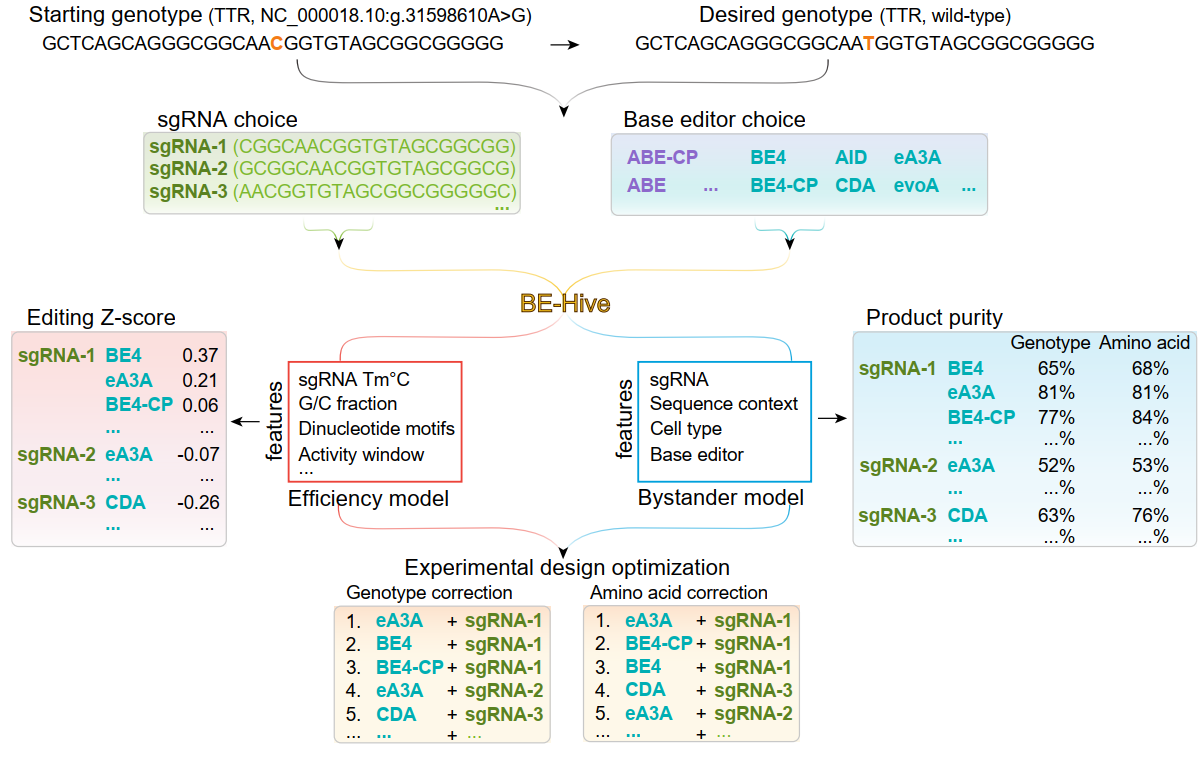 Starting genotype (TTR, NC_000018.10:g.31598610A>G)
GCTCAGCAGGGCGGCAACGGTGTAGCGGCGGGGG
Desired genotype (TTR, wild-type)
GCTCAGCAGGGCGGCAATGGTGTAGCGGCGGGGG
sgRNA choice
sgRNA-1 (CGGCAACGGTGTAGCGGCGG)
sgRNA-2 (GCGGCAACGGTGTAGCGGCG)
sgRNA-3 (AACGGTGTAGCGGCGGGGGC)
...
Base editor choice
ABE-CP BE4 AID eA3A
ABE ... BE4-CP CDA evoA ...
BE-Hive
Editing Z-score
sgRNA-1 BE4 0.37
eA3A 0.21
BE4-CP 0.06
... ...
sgRNA-2 eA3A -0.07
... ...
sgRNA-3 CDA -0.26
... ...
features
sgRNA Tm°C
G/C fraction
Dinucleotide motifs
Activity window
...
Efficiency model
features
sgRNA
Sequence context
Cell type
Base editor
Bystander model
Product purity
Genotype Amino acid
sgRNA-1 BE4 65% 68%
eA3A 81% 81%
BE4-CP 77% 84%
... ...% ...%
sgRNA-2 eA3A 52% 53%
... ...% ...%
sgRNA-3 CDA 63% 76%
... ...% ...%
Experimental design optimization
Genotype correction
1. eA3A + sgRNA-1
2. BE4 + sgRNA-1
3. BE4-CP + sgRNA-1
4. eA3A + sgRNA-2
5. CDA + sgRNA-3
... ... + ...
Amino acid correction
1. eA3A + sgRNA-1
2. BE4-CP + sgRNA-1
3. BE4 + sgRNA-1
4. CDA + sgRNA-3
5. eA3A + sgRNA-2
... ... + ...